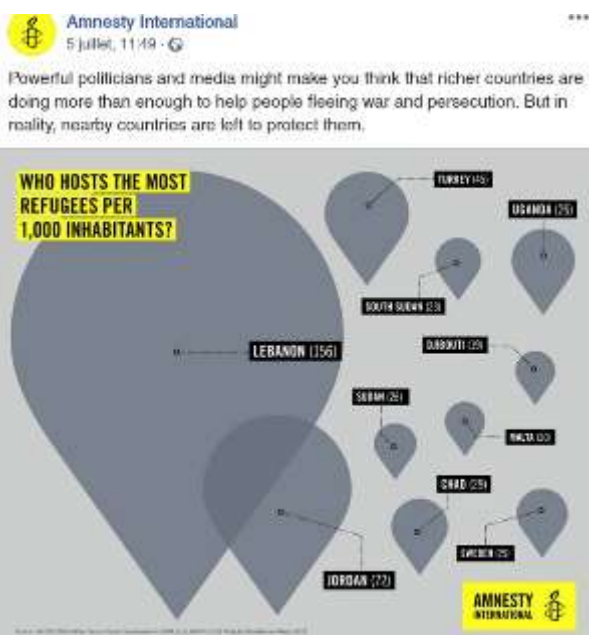 Amnesty International
5 juillet, 11:49 ·
Powerful politicians and media might make you think that richer countries are
doing more than enough to help people fleeing war and persecution. But in
reality, nearby countries are left to protect them.
WHO HOSTS THE MOST
REFUGEES PER
1,000 INHABITANTS?
TURKEY (45)
UGANDA (25)
SOUTH SUDAN (23)
LEBANON (156)
DJIBOUTI (19)
SUDAN (26)
MALTA (20)
CHAD (29)
SWEDEN (25)
JORDAN (72)
AMNESTY
INTERNATIONAL